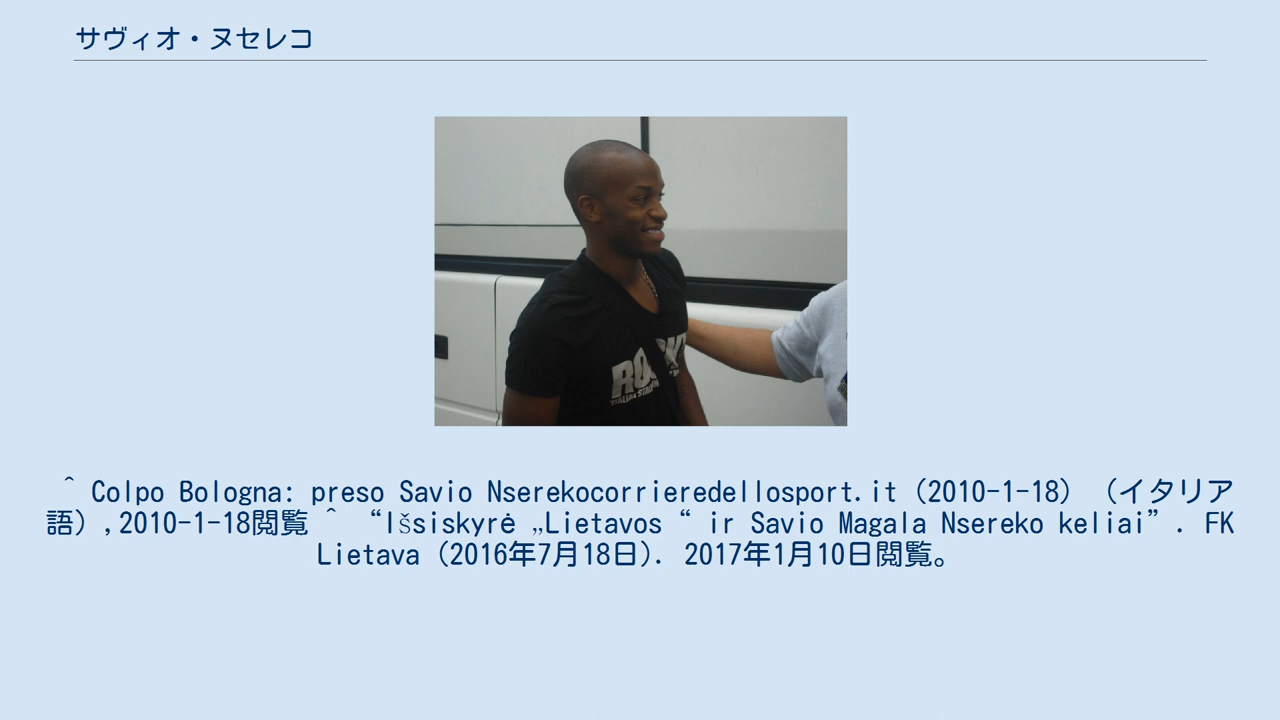 サヴィオ・ヌセレコ
^ Colpo Bologna: preso Savio Nserekocorrieredellosport.it（2010-1-18）（イタリア
語）,2010-1-18閲覧 ^ “Išsiskyrė „Lietavos “ ir Savio Magala Nsereko keliai”. FK
Lietava (2016年7月18日). 2017年1月10日閲覧。